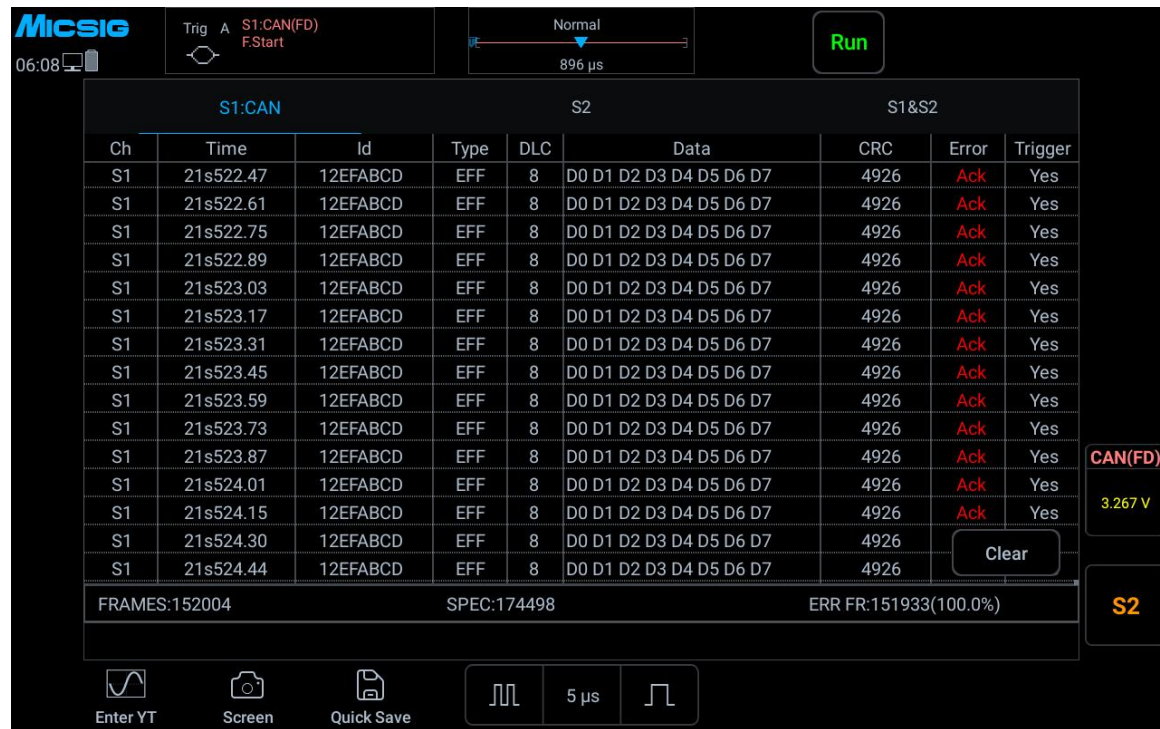 Micsig
Trig A S1:CAN(FD)
F.Start
Normal
896 μs
Run
06:08
S1:CAN S2 S1&S2
Ch Time Id Type DLC Data CRC Error Trigger
S1 21s522.47 12EFABCD EFF 8 D0 D1 D2 D3 D4 D5 D6 D7 4926 Ack Yes
S1 21s522.61 12EFABCD EFF 8 D0 D1 D2 D3 D4 D5 D6 D7 4926 Ack Yes
S1 21s522.75 12EFABCD EFF 8 D0 D1 D2 D3 D4 D5 D6 D7 4926 Ack Yes
S1 21s522.89 12EFABCD EFF 8 D0 D1 D2 D3 D4 D5 D6 D7 4926 Ack Yes
S1 21s523.03 12EFABCD EFF 8 D0 D1 D2 D3 D4 D5 D6 D7 4926 Ack Yes
S1 21s523.17 12EFABCD EFF 8 D0 D1 D2 D3 D4 D5 D6 D7 4926 Ack Yes
S1 21s523.31 12EFABCD EFF 8 D0 D1 D2 D3 D4 D5 D6 D7 4926 Ack Yes
S1 21s523.45 12EFABCD EFF 8 D0 D1 D2 D3 D4 D5 D6 D7 4926 Ack Yes
S1 21s523.59 12EFABCD EFF 8 D0 D1 D2 D3 D4 D5 D6 D7 4926 Ack Yes
S1 21s523.73 12EFABCD EFF 8 D0 D1 D2 D3 D4 D5 D6 D7 4926 Ack Yes
S1 21s523.87 12EFABCD EFF 8 D0 D1 D2 D3 D4 D5 D6 D7 4926 Ack Yes
S1 21s524.01 12EFABCD EFF 8 D0 D1 D2 D3 D4 D5 D6 D7 4926 Ack Yes
S1 21s524.15 12EFABCD EFF 8 D0 D1 D2 D3 D4 D5 D6 D7 4926 Ack Yes
S1 21s524.30 12EFABCD EFF 8 D0 D1 D2 D3 D4 D5 D6 D7 4926
S1 21s524.44 12EFABCD EFF 8 D0 D1 D2 D3 D4 D5 D6 D7 4926
Clear
CAN(FD)
3.267 V
FRAMES:152004 SPEC:174498 ERR FR:151933(100.0%)
S2
Enter YT Screen Quick Save 5 μs